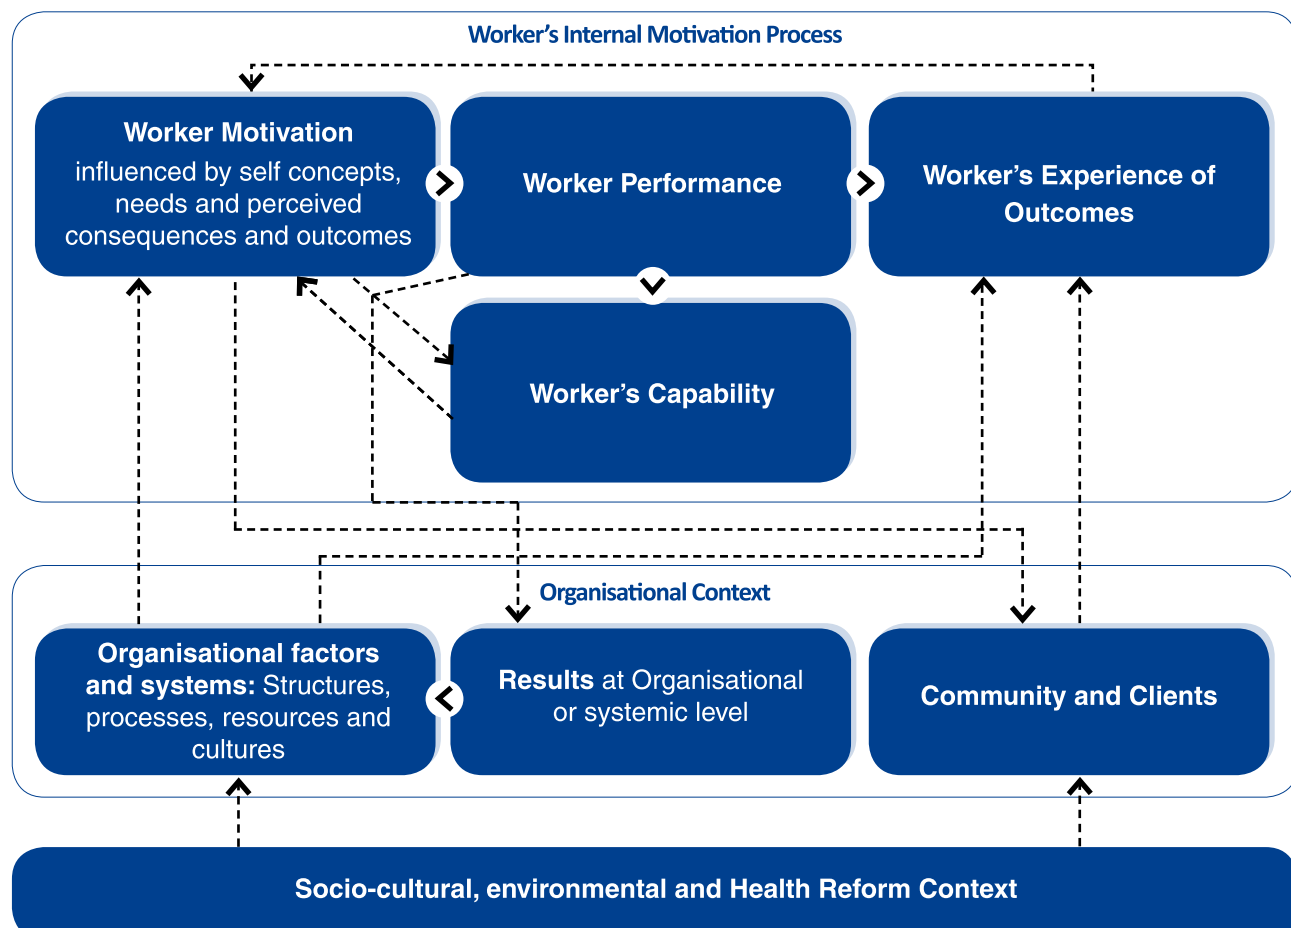 Worker’s Internal Motivation Process
Worker Motivation
influenced by self concepts,
needs and perceived
consequences and outcomes
Worker Performance
Worker’s Experience of
Outcomes
Worker’s Capability
Organisational Context
Organisational factors
and systems: Structures,
processes, resources and
cultures
Results at Organisational
or systemic level
Community and Clients
Socio-cultural, environmental and Health Reform Context